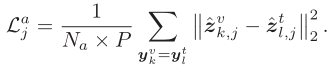 $$\mathcal{L}_j^a = \frac{1}{N_a \times P} \sum_{\boldsymbol{y}_k^v = \boldsymbol{y}_l^t} \left\| \hat{\boldsymbol{z}}_{k,j}^v - \hat{\boldsymbol{z}}_{l,j}^t \right\|_2^2 .$$